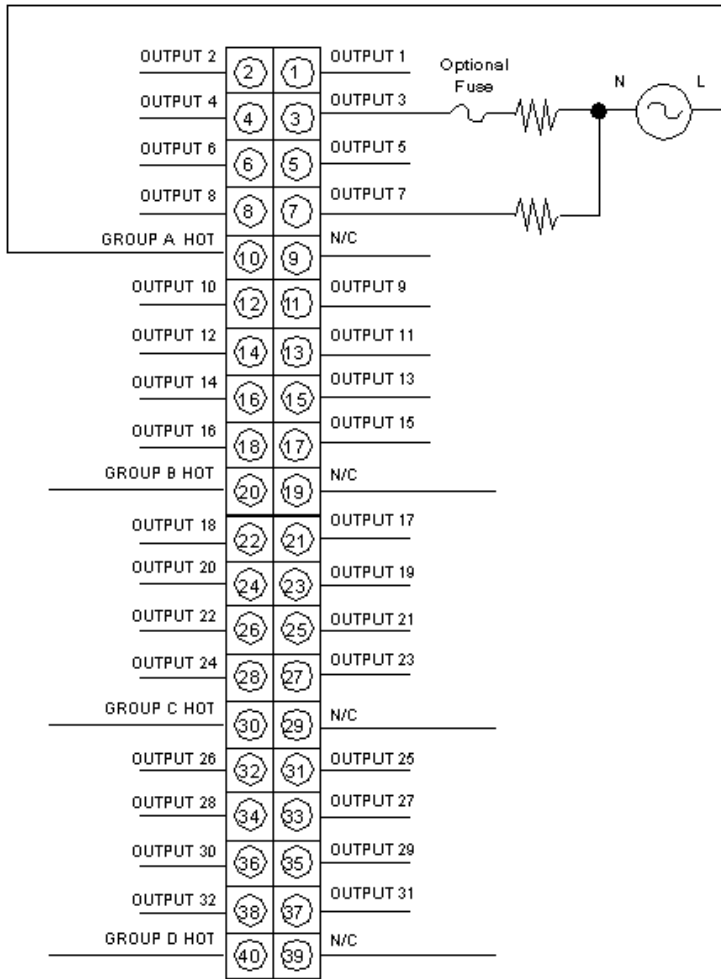 OUTPUT 2 2 1 OUTPUT 1
Optional
Fuse
N L
OUTPUT 4 4 3 OUTPUT 3
OUTPUT 6 6 5 OUTPUT 5
OUTPUT 8 8 7 OUTPUT 7
GROUP A HOT 10 9 N/C
OUTPUT 10 12 11 OUTPUT 9
OUTPUT 12 14 13 OUTPUT 11
OUTPUT 14 16 15 OUTPUT 13
OUTPUT 16 18 17 OUTPUT 15
GROUP B HOT 20 19 N/C
OUTPUT 18 22 21 OUTPUT 17
OUTPUT 20 24 23 OUTPUT 19
OUTPUT 22 26 25 OUTPUT 21
OUTPUT 24 28 27 OUTPUT 23
GROUP C HOT 30 29 N/C
OUTPUT 26 32 31 OUTPUT 25
OUTPUT 28 34 33 OUTPUT 27
OUTPUT 30 36 35 OUTPUT 29
OUTPUT 32 38 37 OUTPUT 31
GROUP D HOT 40 39 N/C